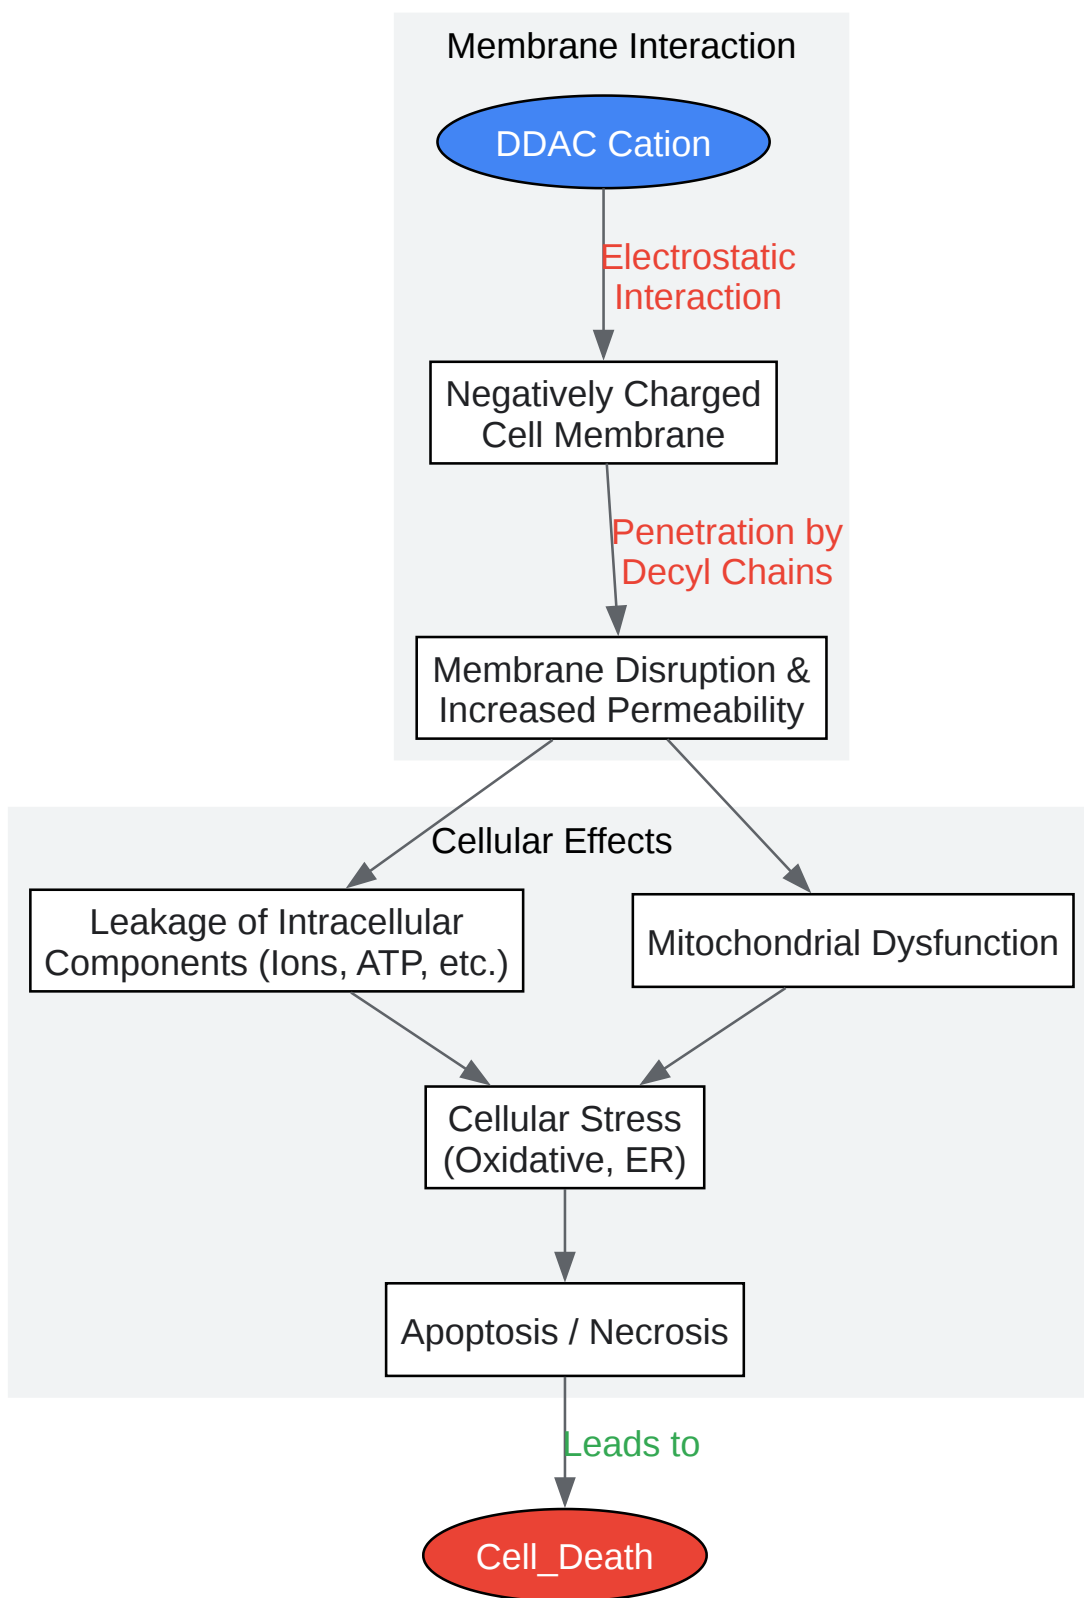 Membrane Interaction
DDAC Cation
Electrostatic
Interaction
Negatively Charged
Cell Membrane
Penetration by
Decyl Chains
Membrane Disruption &
Increased Permeability
Cellular Effects
Leakage of Intracellular
Components (Ions, ATP, etc.)
Mitochondrial Dysfunction
Cellular Stress
(Oxidative, ER)
Apoptosis / Necrosis
Leads to
Cell_Death